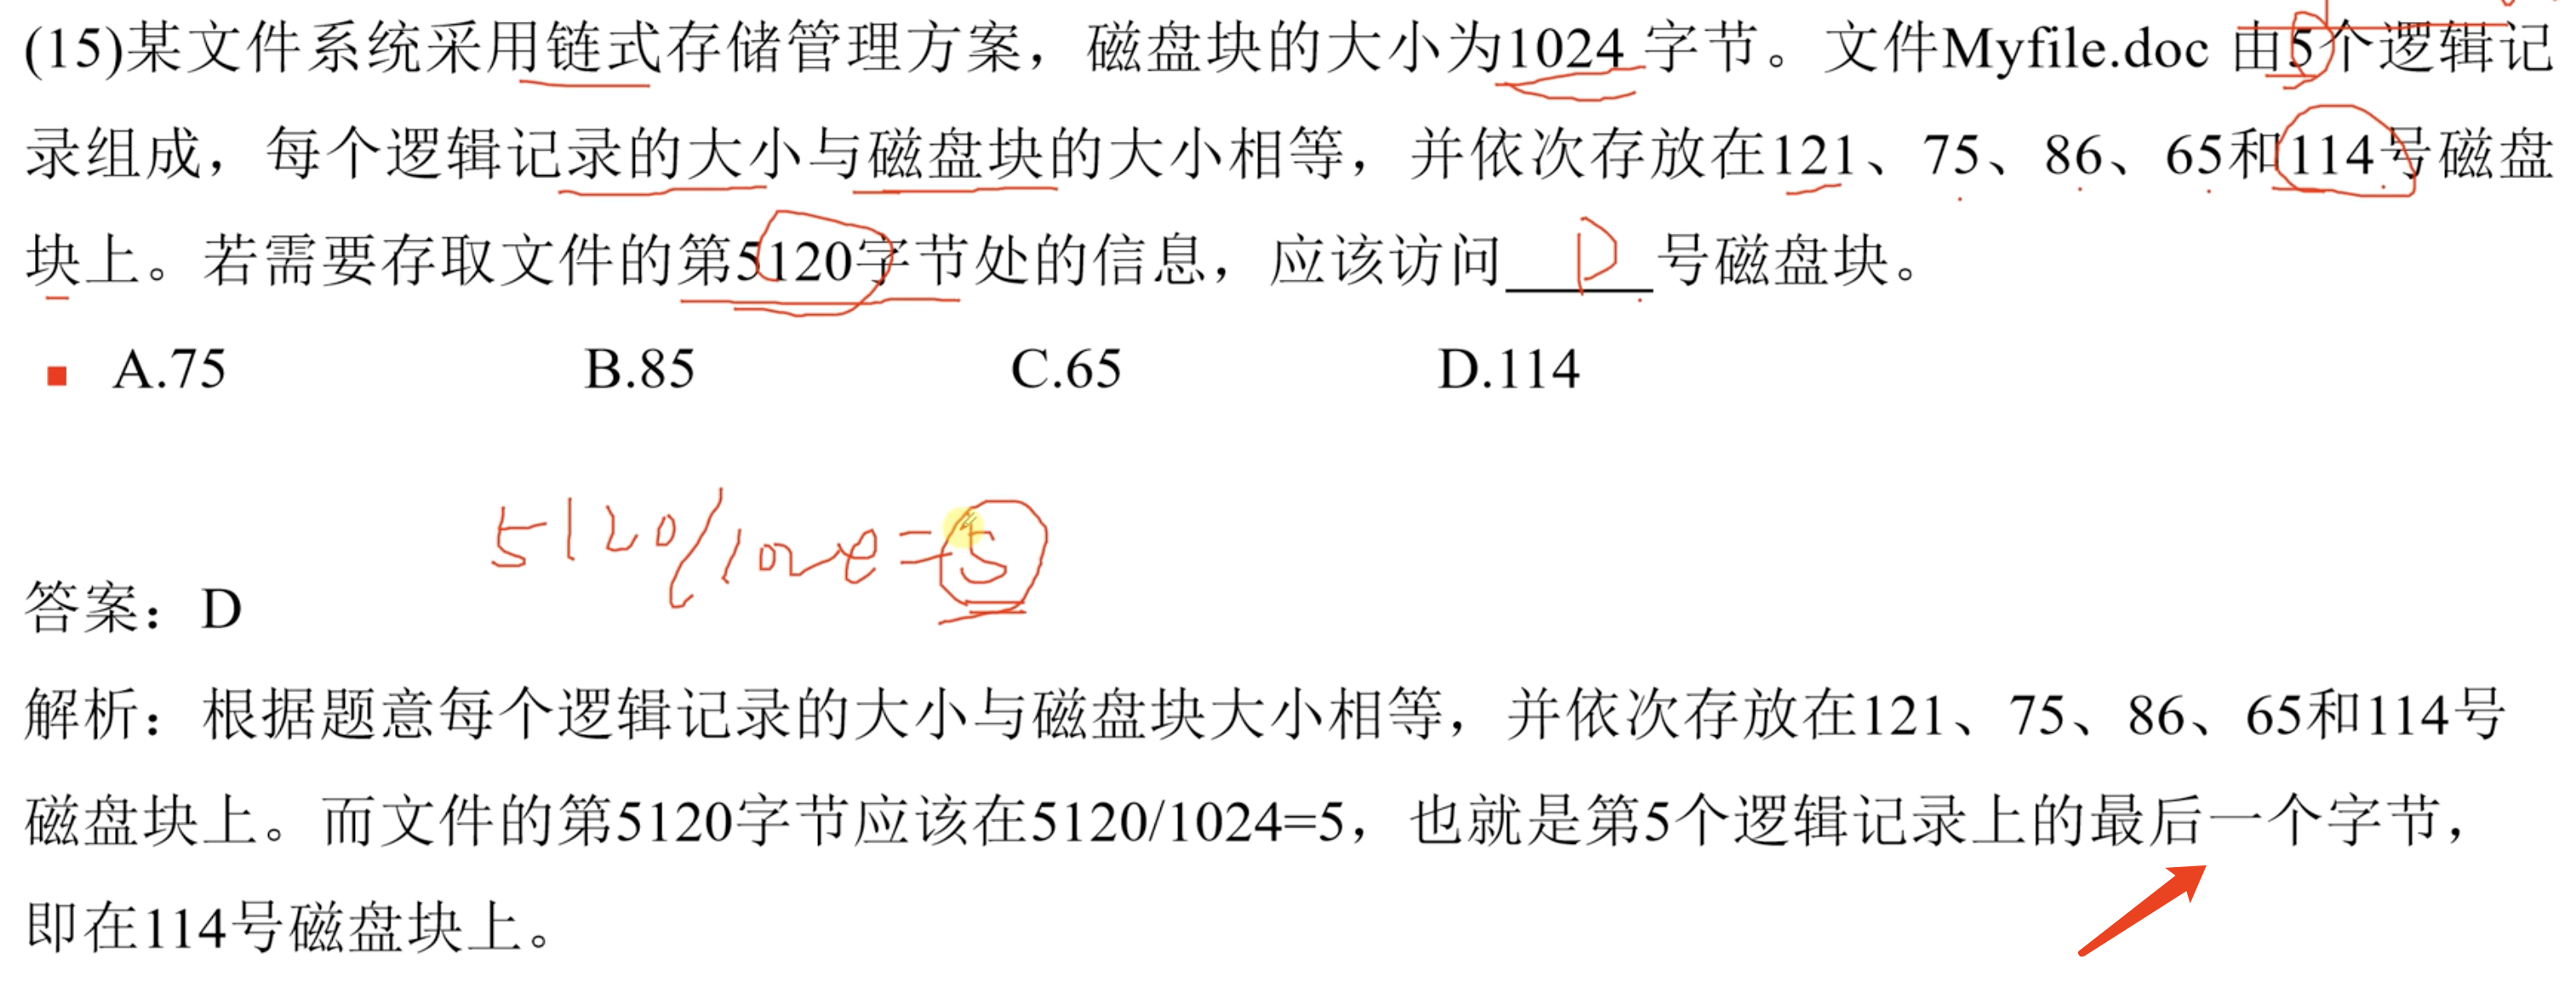 (15)某文件系统采用链式存储管理方案，磁盘块的大小为1024 字节。文件Myfile.doc 由5个逻辑记
录组成，每个逻辑记录的大小与磁盘块的大小相等，并依次存放在121、75、86、65和114号磁盘
块上。若需要存取文件的第5120字节处的信息，应该访问 D 号磁盘块。
A.75 B.85 C.65 D.114
5120/1024=5
答案：D
解析：根据题意每个逻辑记录的大小与磁盘块大小相等，并依次存放在121、75、86、65和114号
磁盘块上。而文件的第5120字节应该在5120/1024=5，也就是第5个逻辑记录上的最后一个字节，
即在114号磁盘块上。